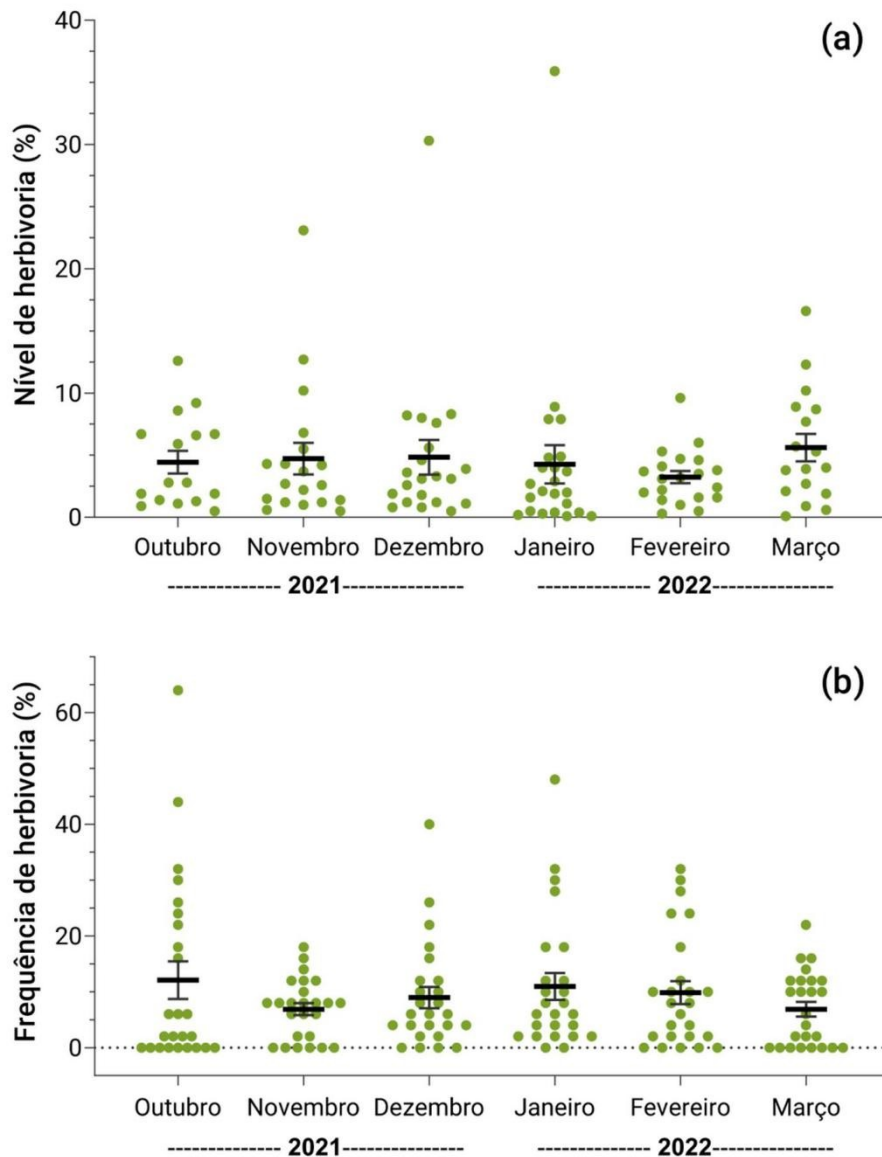 (a)
Nível de herbivoria (%)
40
30
20
10
0
Outubro Novembro Dezembro Janeiro Fevereiro Março
-------------- 2021--------------- -------------- 2022---------------
(b)
Frequência de herbivoria (%)
60
40
20
0
Outubro Novembro Dezembro Janeiro Fevereiro Março
-------------- 2021--------------- -------------- 2022---------------